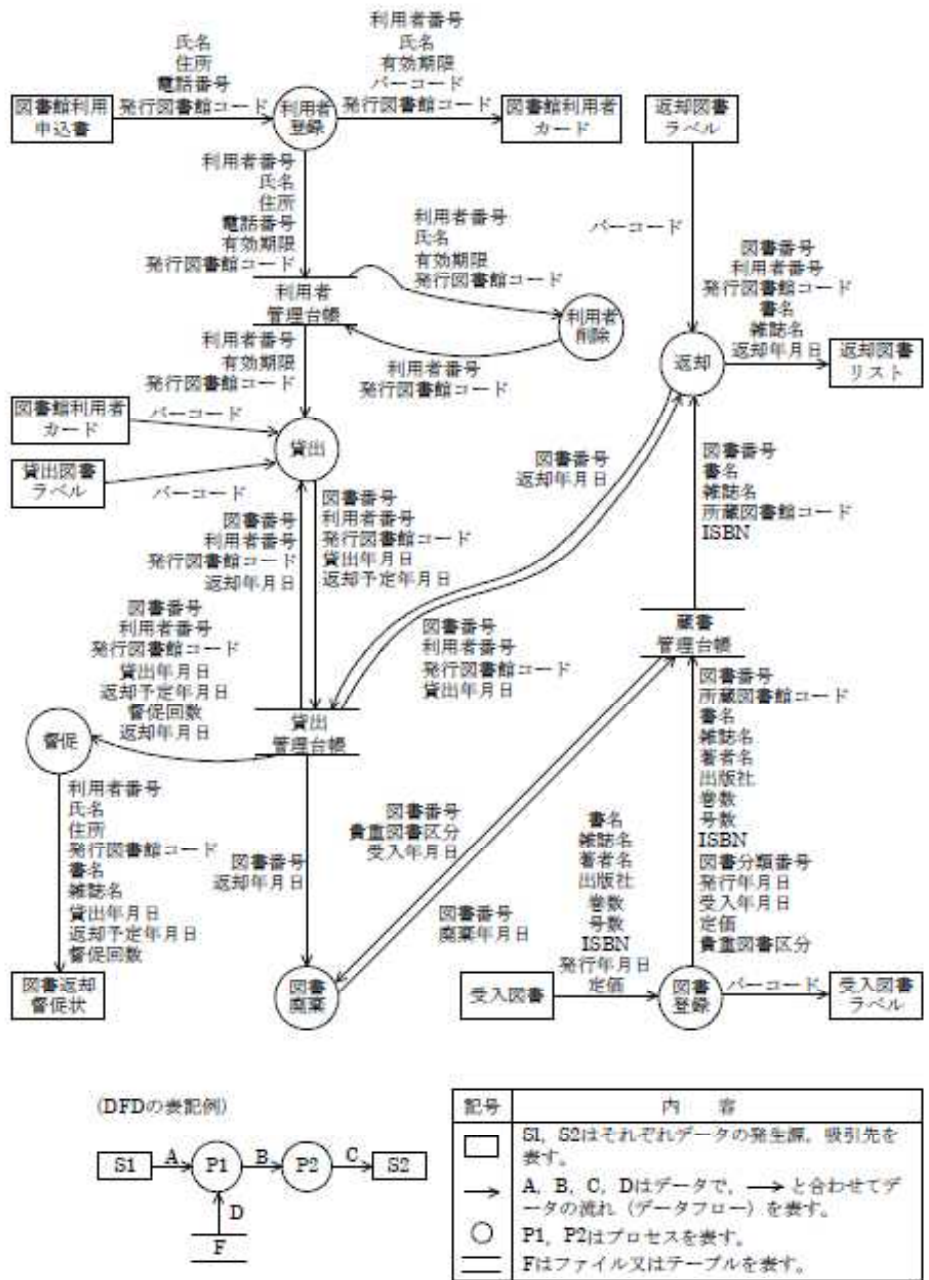 氏名
住所
電話番号
発行図書館コード
図書館利用
申込書
利用者
登録
利用者番号
氏名
有効期限
バーコード
発行図書館コード
図書館利用者
カード
返却図書
ラベル
利用者番号
氏名
住所
電話番号
有効期限
発行図書館コード
利用者番号
氏名
有効期限
発行図書館コード
バーコード
図書番号
利用者番号
発行図書館コード
書名
雑誌名
返却年月日
利用者
管理台帳
利用者
削除
返却
返却図書
リスト
利用者番号
有効期限
発行図書館コード
利用者番号
発行図書館コード
図書館利用者
カード
バーコード
貸出
貸出図書
ラベル
バーコード
図書番号
返却年月日
図書番号
書名
雑誌名
所蔵図書館コード
ISBN
図書番号
利用者番号
発行図書館コード
返却年月日
図書番号
利用者番号
発行図書館コード
貸出年月日
返却予定年月日
図書番号
利用者番号
発行図書館コード
貸出年月日
返却予定年月日
督促回数
返却年月日
図書番号
利用者番号
発行図書館コード
貸出年月日
蔵書
管理台帳
督促
貸出
管理台帳
図書番号
所蔵図書館コード
書名
雑誌名
著者名
出版社
巻数
号数
ISBN
図書分類番号
発行年月日
受入年月日
定価
貴重図書区分
利用者番号
氏名
住所
発行図書館コード
書名
雑誌名
貸出年月日
返却予定年月日
督促回数
図書番号
返却年月日
図書番号
貴重図書区分
受入年月日
図書番号
廃棄年月日
書名
雑誌名
著者名
出版社
巻数
号数
ISBN
発行年月日
定価
図書返却
督促状
図書
廃棄
受入図書
図書
登録
バーコード
受入図書
ラベル
(DFDの表記例)
S1
A
P1
B
P2
C
S2
D
F
記号
内 容
S1, S2はそれぞれデータの発生源, 吸引先を
表す。
A, B, C, Dはデータで, ⟶ と合わせてデ
ータの流れ（データフロー）を表す。
P1, P2はプロセスを表す。
Fはファイル又はテーブルを表す。